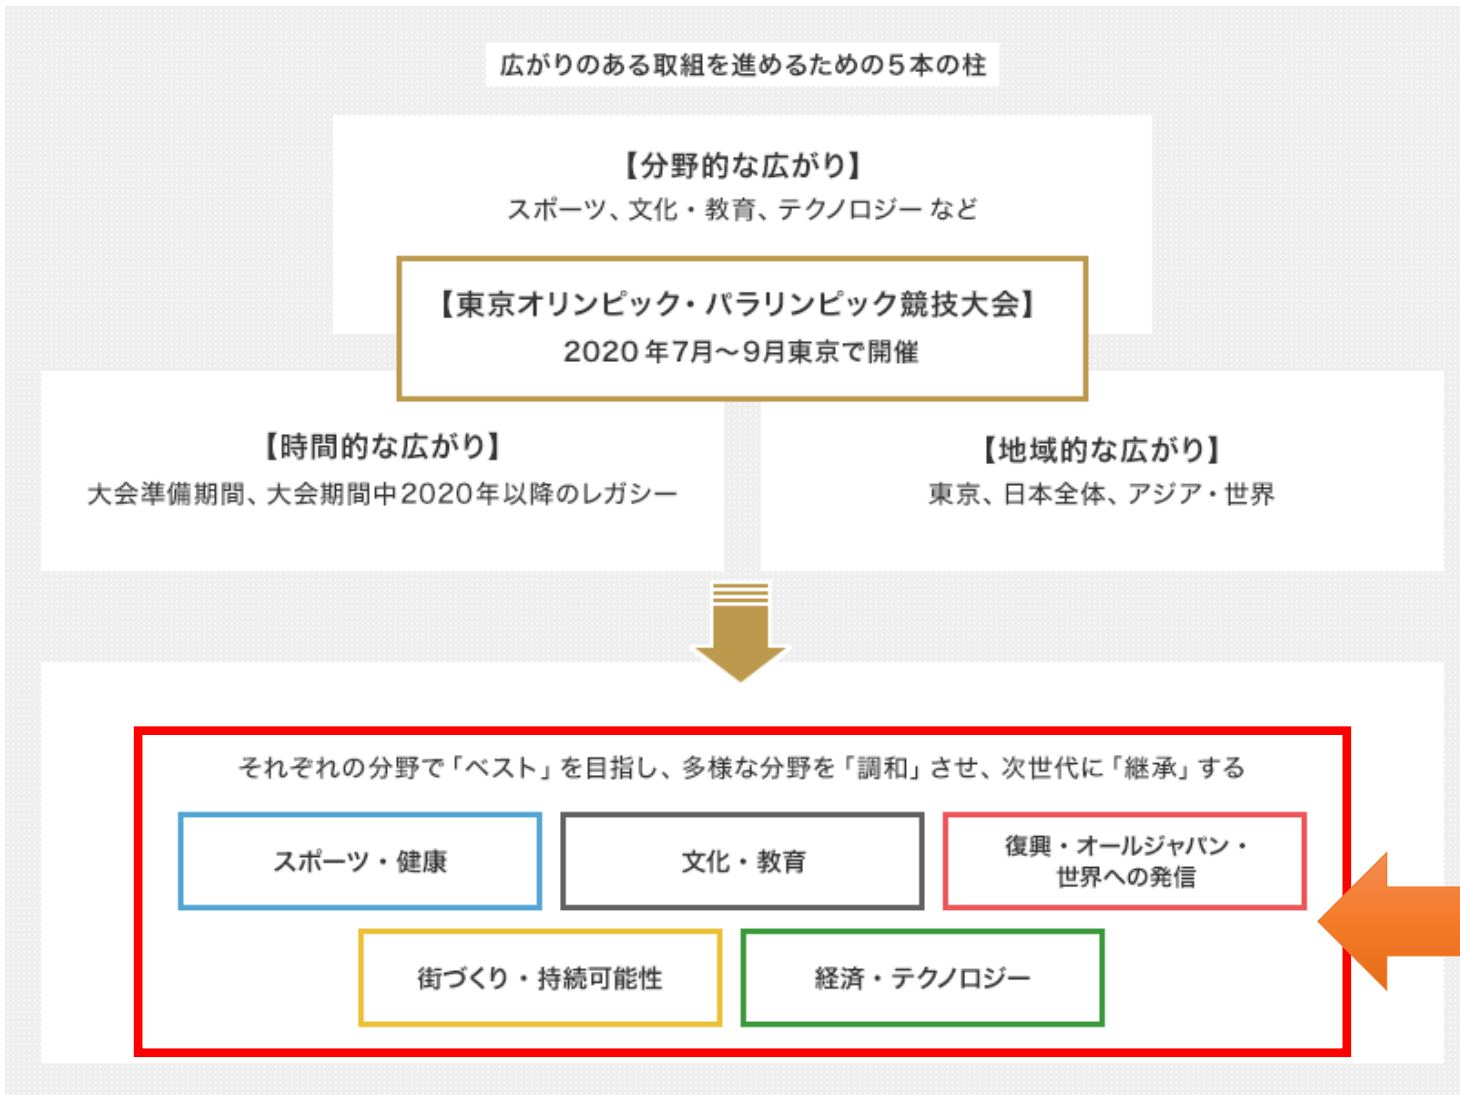 広がりのある取組を進めるための5本の柱
【分野的な広がり】
スポーツ、文化・教育、テクノロジー など
【東京オリンピック・パラリンピック競技大会】
2020年7月〜9月東京で開催
【時間的な広がり】
大会準備期間、大会期間中2020年以降のレガシー
【地域的な広がり】
東京、日本全体、アジア・世界
それぞれの分野で「ベスト」を目指し、多様な分野を「調和」させ、次世代に「継承」する
スポーツ・健康
文化・教育
復興・オールジャパン・
世界への発信
街づくり・持続可能性
経済・テクノロジー